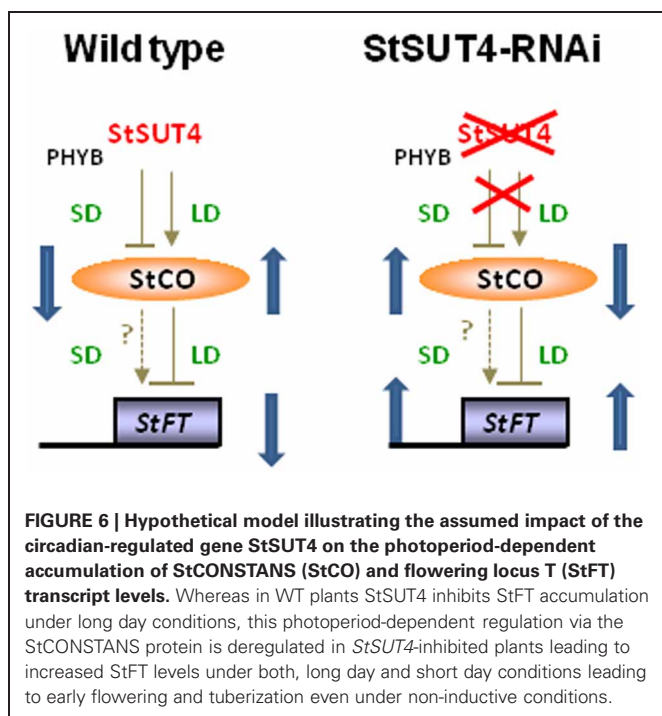 Wild type StSUT4-RNAi
StSUT4 StSUT4
PHYB PHYB
SD LD SD LD
StCO StCO
? ?
SD LD SD LD
StFT StFT
FIGURE 6 | Hypothetical model illustrating the assumed impact of the
circadian-regulated gene StSUT4 on the photoperiod-dependent
accumulation of StCONSTANS (StCO) and flowering locus T (StFT)
transcript levels. Whereas in WT plants StSUT4 inhibits StFT accumulation
under long day conditions, this photoperiod-dependent regulation via the
StCONSTANS protein is deregulated in StSUT4-inhibited plants leading to
increased StFT levels under both, long day and short day conditions leading
to early flowering and tuberization even under non-inductive conditions.